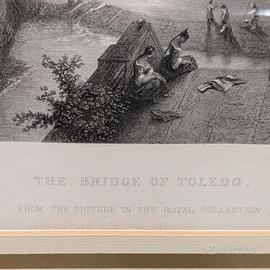 THE BRIDGE OF TOLEDO.
FROM THE PICTURE IN THE ROYAL COLLECTION